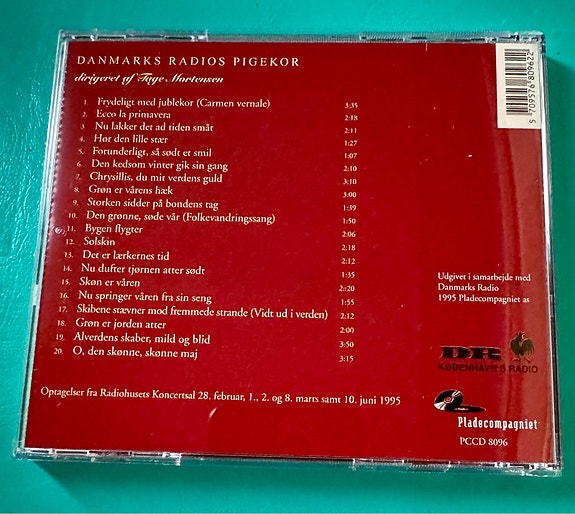 DANMARKS RADIOS PIGEKOR
dirigeret af Tage Mortensen
1. Frydeligt med jublekor (Carmen vernale) 3:35
2. Ecco la primavera 2:18
3. Nu lakker det ad tiden småt 2:11
4. Hør den lille stær 1:27
5. Forunderligt, så sødt et smil 1:07
6. Den kedsom vinter gik sin gang 2:10
7. Chrysillis, du mit verdens guld 3:10
8. Grøn er vårens hæk 3:00
9. Storken sidder på bondens tag 1:39
10. Den grønne, søde vår (Folkevandringssang) 1:50
11. Bygen flygter 2:06
12. Solskin 2:18
13. Det er lærkernes tid 2:12
14. Nu dufter tjørnen atter sødt 1:35
15. Skøn er våren 2:20
16. Nu springer våren fra sin seng 1:55
17. Skibene stævner mod fremmede strande (Vidt ud i verden) 2:12
18. Grøn er jorden atter 2:00
19. Alverdens skaber, mild og blid 3:50
20. O, den skønne, skønne maj 3:15
Optagelser fra Radiohusets Koncertsal 28. februar, 1., 2. og 8. marts samt 10. juni 1995
5 709576 809622
Udgivet i samarbejde med
Danmarks Radio
1995 Pladecompagniet as
DR
KØBENHAVNS RADIO
Pladecompagniet
PCCD 8096